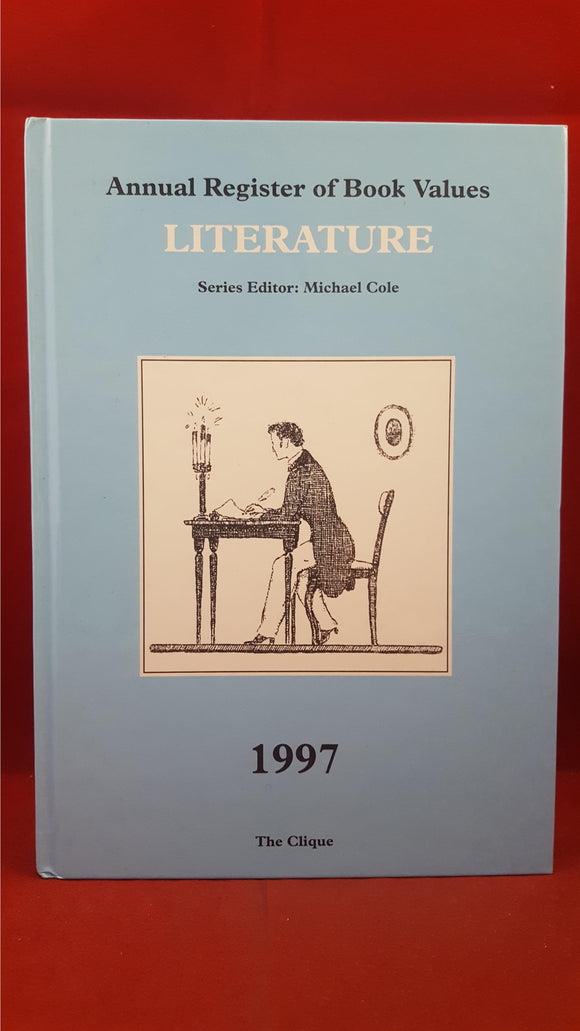 Annual Register of Book Values
LITERATURE
Series Editor: Michael Cole
1997
The Clique